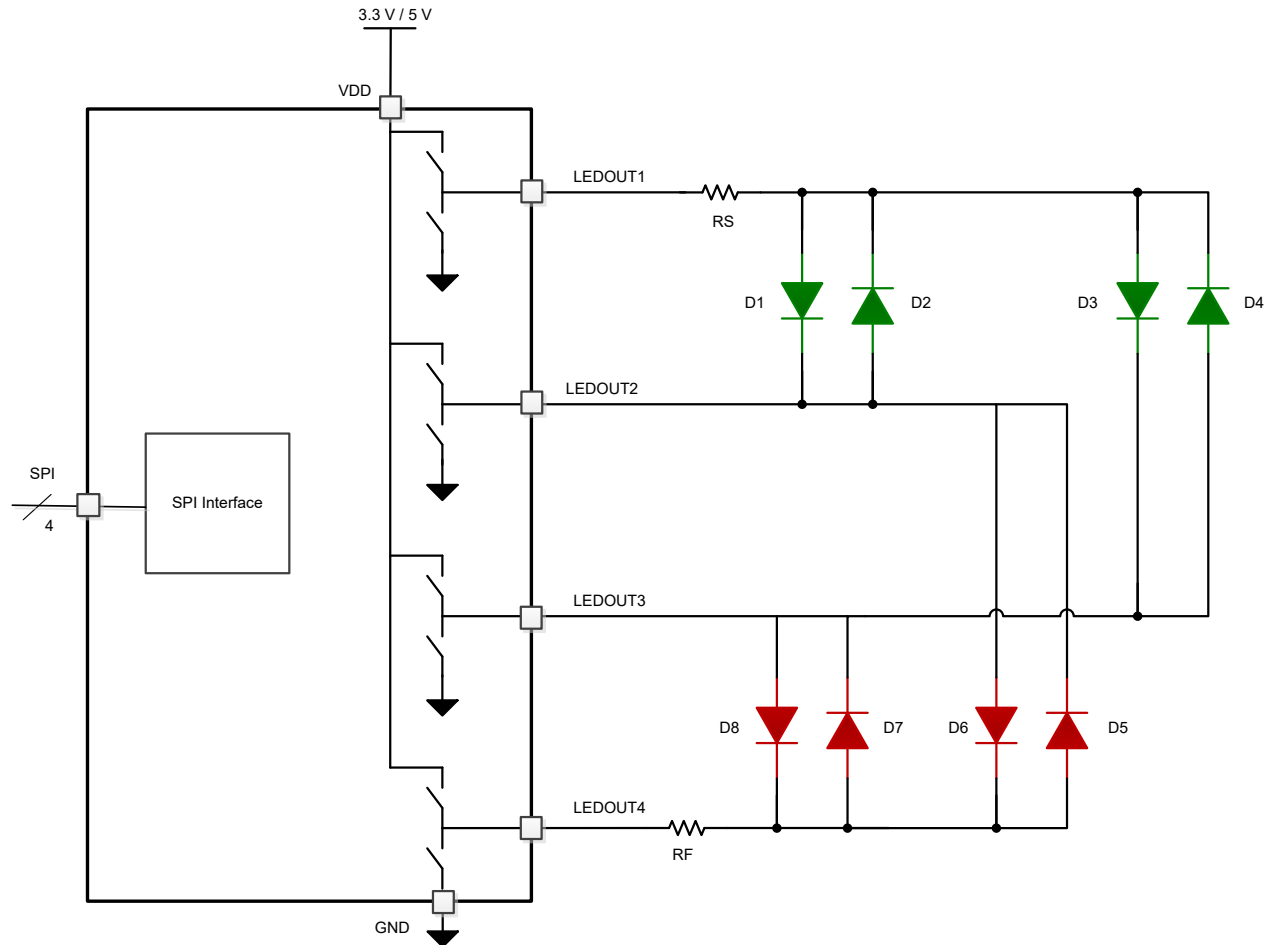 3.3 V / 5 V
VDD
LEDOUT1
RS
D1
D2
D3
D4
LEDOUT2
SPI
4
SPI Interface
LEDOUT3
D8
D7
D6
D5
LEDOUT4
RF
GND